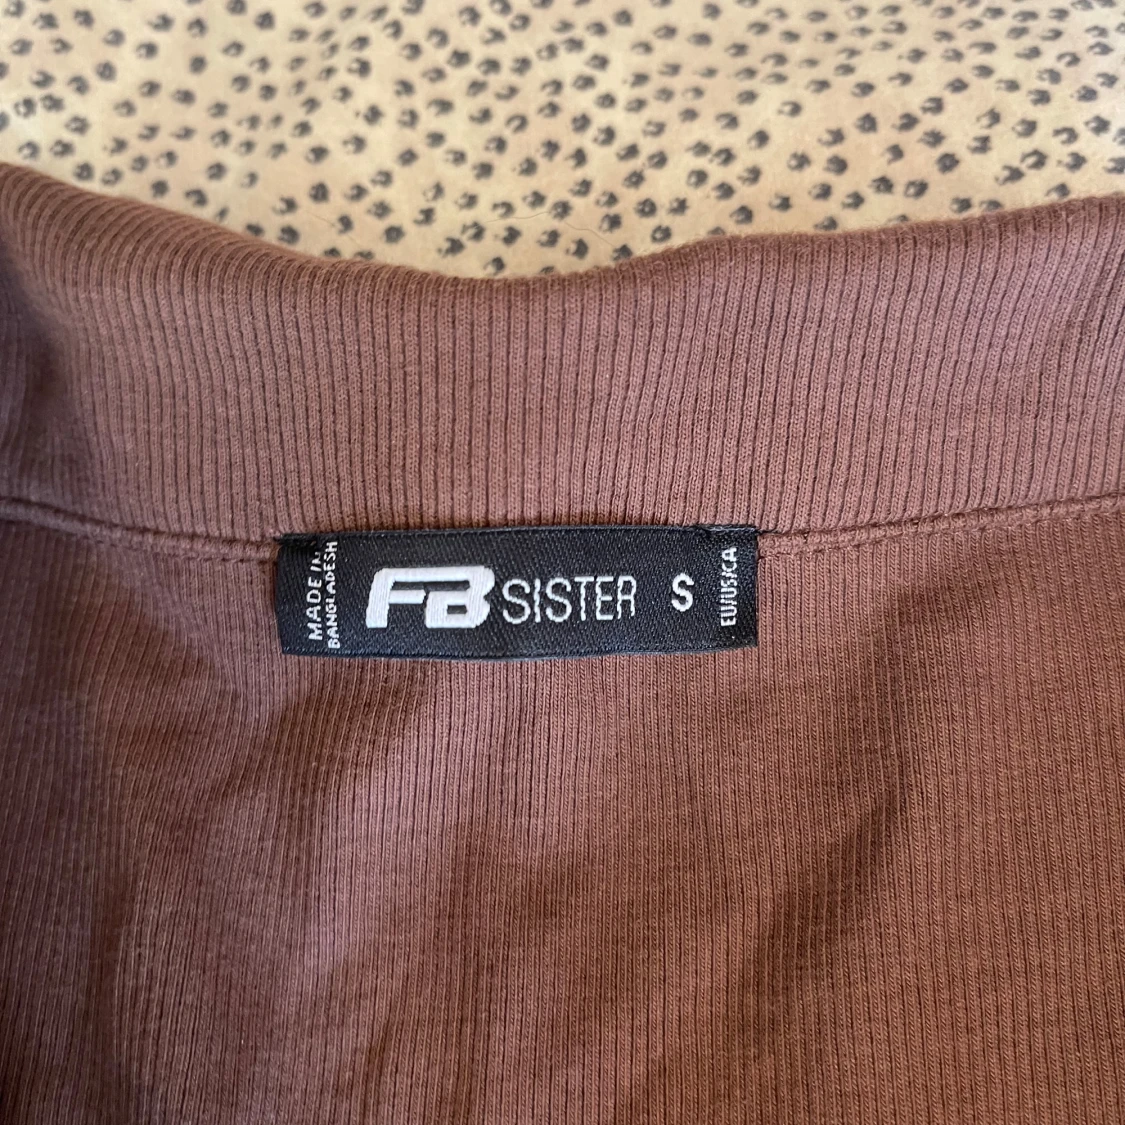 MADE IN
BANGLADESH
FB SISTER S
EU/US/CA